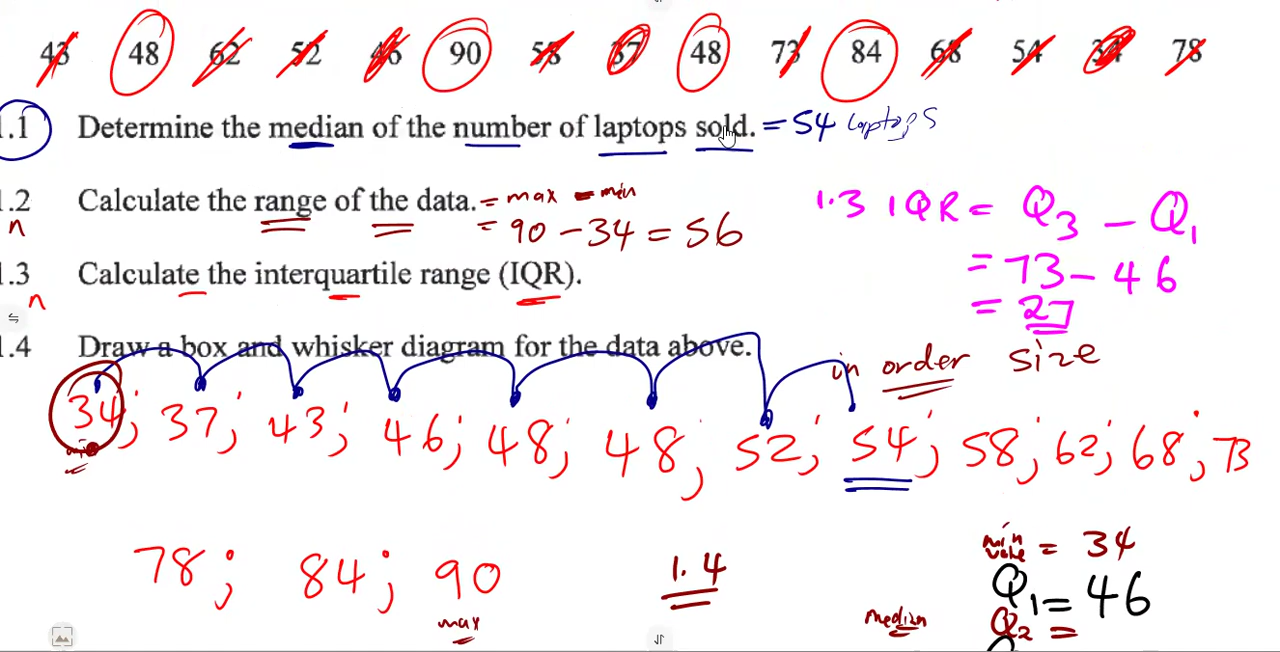 43 48 62 52 46 90 58 37 48 73 84 68 54 34 78
1.1 Determine the median of the number of laptops sold. = 54 laptops
1.2 Calculate the range of the data. = max - min
n = 90 - 34 = 56
1.3 IQR = Q3 - Q1
= 73 - 46
= 27
1.3 Calculate the interquartile range (IQR).
n
1.4 Draw a box and whisker diagram for the data above.
in order size
34; 37; 43; 46; 48; 48; 52; 54; 58; 62; 68; 73
78; 84; 90
max
1.4
min value = 34
Q1 = 46
median Q2 =